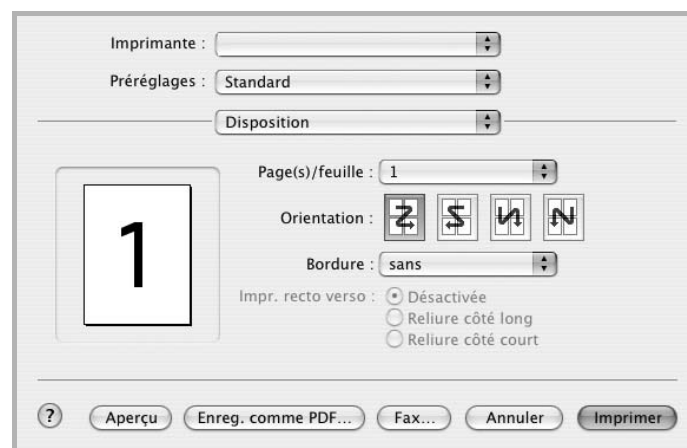 Imprimante :
Préréglages : Standard
Disposition
Page(s)/feuille : 1
Orientation :
Bordure : sans
Impr. recto verso : Désactivée
Reliure côté long
Reliure côté court
1
? Aperçu Enreg. comme PDF... Fax... Annuler Imprimer